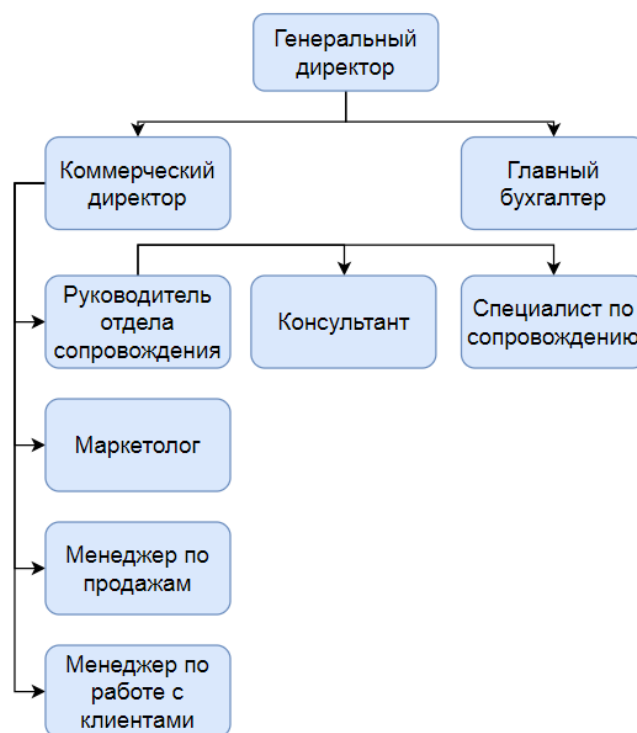 Генеральный
директор
Коммерческий
директор
Главный
бухгалтер
Руководитель
отдела
сопровождения
Консультант
Специалист по
сопровождению
Маркетолог
Менеджер по
продажам
Менеджер по
работе с
клиентами